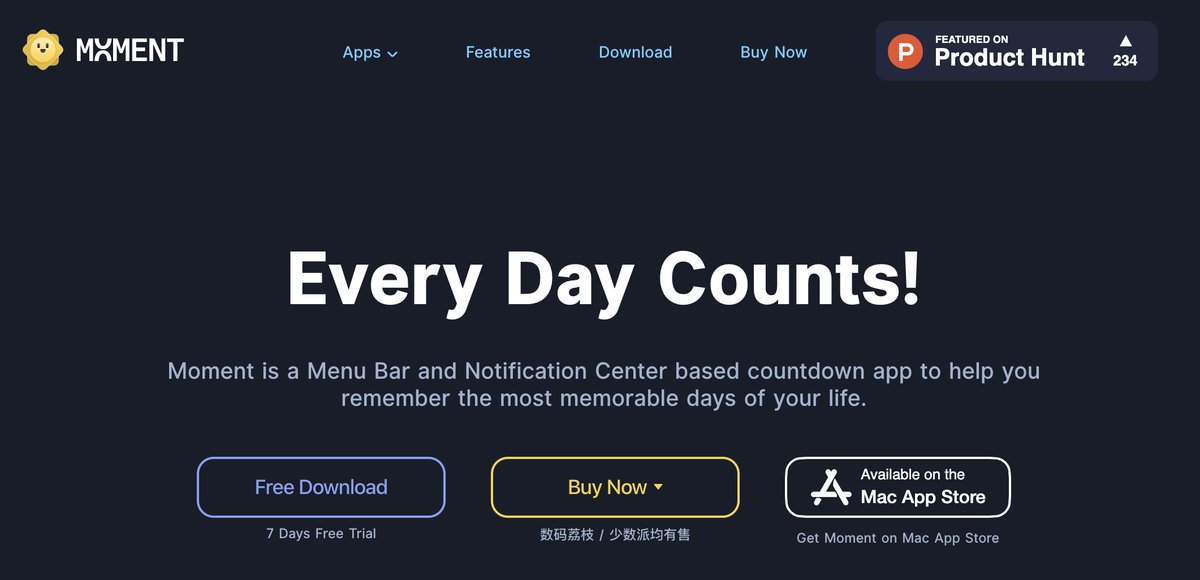 MOMENT
Apps
Features
Download
Buy Now
FEATURED ON
Product Hunt
234
Every Day Counts!
Moment is a Menu Bar and Notification Center based countdown app to help you
remember the most memorable days of your life.
Free Download
Buy Now
Available on the
Mac App Store
7 Days Free Trial
数码荔枝 / 少数派均有售
Get Moment on Mac App Store